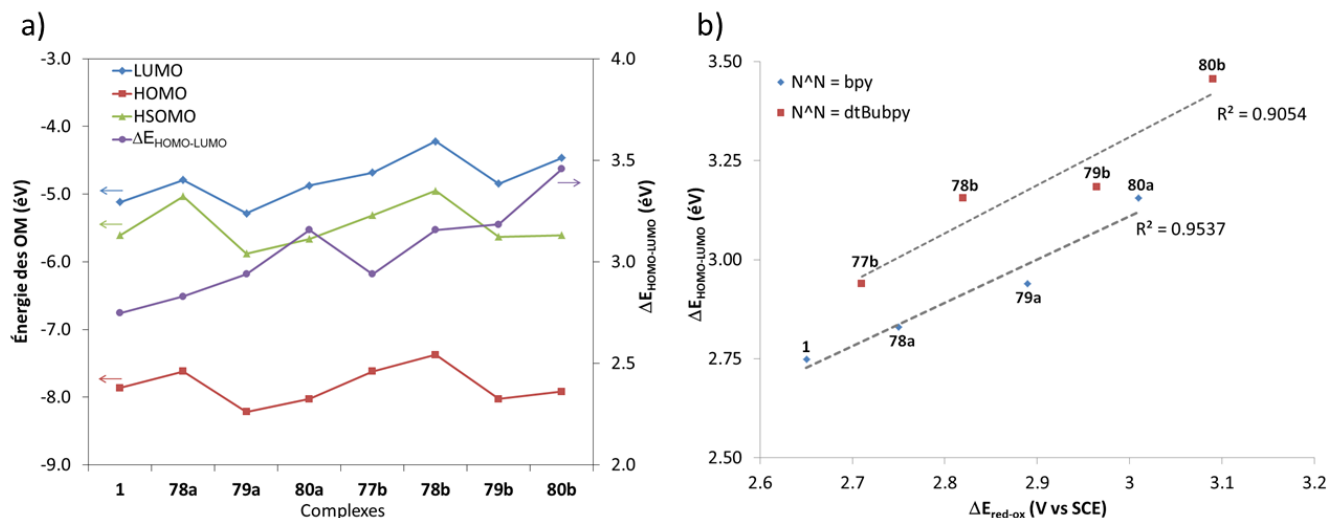 a)
-3.0
-4.0
-5.0
-6.0
-7.0
-8.0
-9.0
Énergie des OM (éV)
LUMO
HOMO
HSOMO
ΔE_HOMO-LUMO
4.0
3.5
3.0
2.5
2.0
ΔE_HOMO-LUMO (éV)
1 78a 79a 80a 77b 78b 79b 80b
Complexes
b)
3.50
3.25
3.00
2.75
2.50
ΔE_HOMO-LUMO (éV)
N^N = bpy
N^N = dtBubpy
80b
R² = 0.9054
78b
79b
80a
R² = 0.9537
77b
79a
1
78a
2.6 2.7 2.8 2.9 3 3.1 3.2
ΔE_red-ox (V vs SCE)